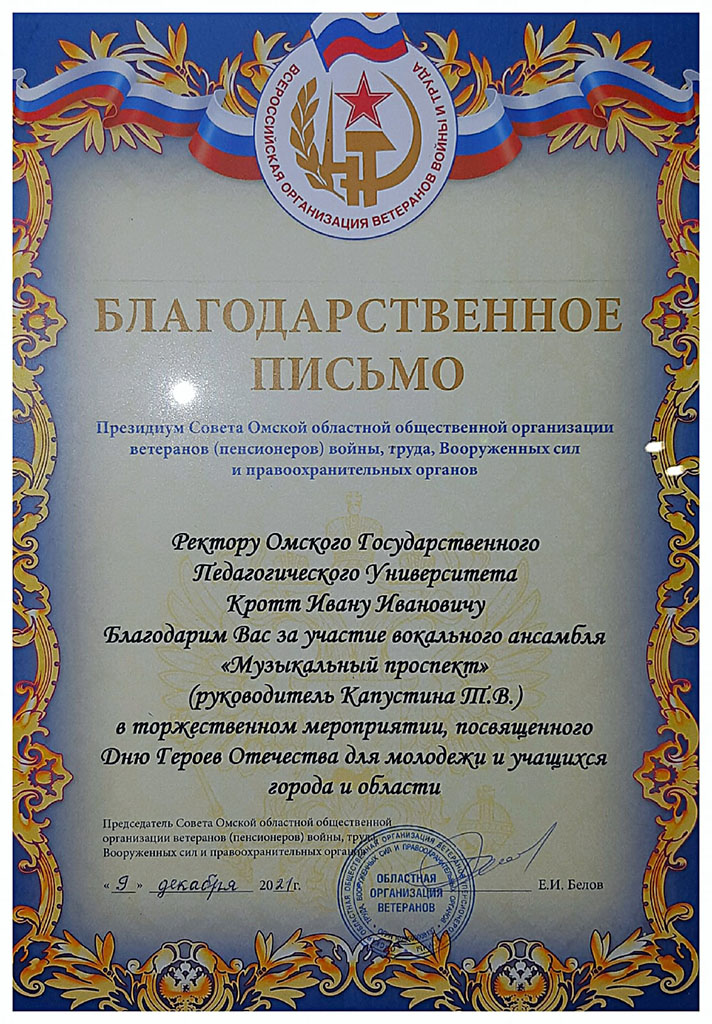 ВСЕРОССИЙСКАЯ ОРГАНИЗАЦИЯ ВЕТЕРАНОВ ВОЙНЫ И ТРУДА
БЛАГОДАРСТВЕННОЕ
ПИСЬМО
Президиум Совета Омской областной общественной организации
ветеранов (пенсионеров) войны, труда, Вооруженных сил
и правоохранительных органов
Ректору Омского Государственного
Педагогического Университета
Кротт Ивану Ивановичу
Благодарим Вас за участие вокального ансамбля
«Музыкальный проспект»
(руководитель Капустина Т.В.)
в торжественном мероприятии, посвященного
Дню Героев Отечества для молодежи и учащихся
города и области
Председатель Совета Омской областной общественной
организации ветеранов (пенсионеров) войны, труда,
Вооруженных сил и правоохранительных органов
« 9 » декабря 2021г.
Е.И. Белов
ОБЛАСТНАЯ
ОРГАНИЗАЦИЯ
ВЕТЕРАНОВ